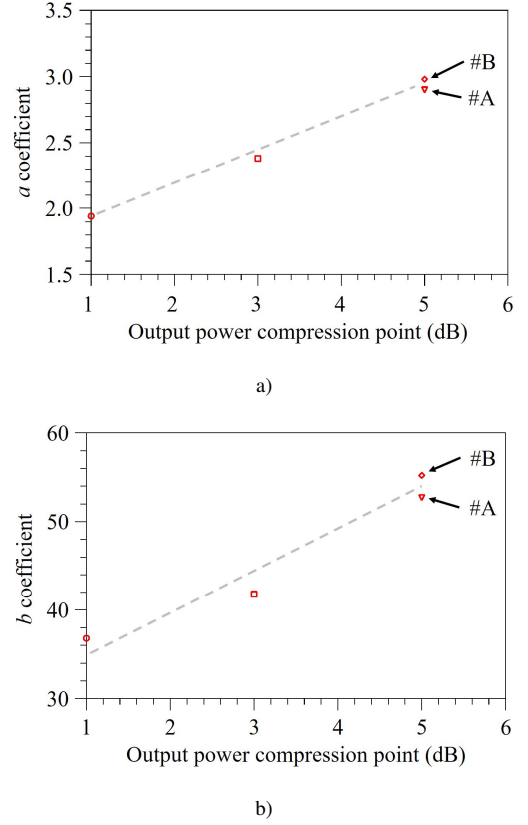 3.5
3.0
2.5
2.0
1.5
a coefficient
#B
#A
1 2 3 4 5 6
Output power compression point (dB)
a)
60
50
40
30
b coefficient
#B
#A
1 2 3 4 5 6
Output power compression point (dB)
b)